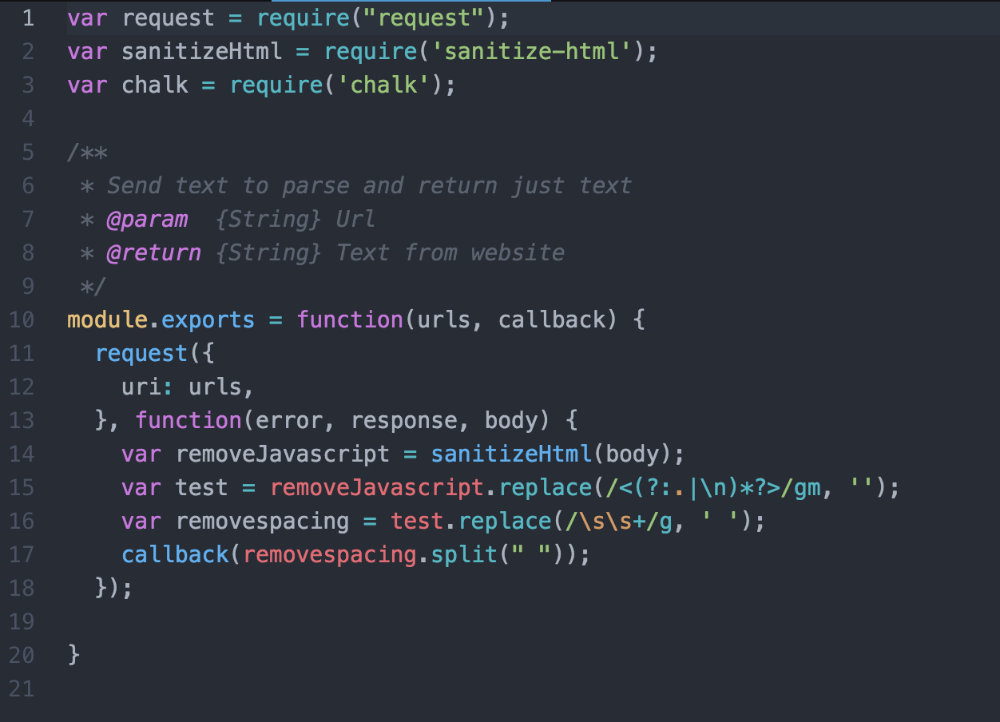 1 var request = require("request");
2 var sanitizeHtml = require('sanitize-html');
3 var chalk = require('chalk');
4
5 /**
6  * Send text to parse and return just text
7  * @param  {String} Url
8  * @return {String} Text from website
9  */
10 module.exports = function(urls, callback) {
11   request({
12     uri: urls,
13   }, function(error, response, body) {
14     var removeJavascript = sanitizeHtml(body);
15     var test = removeJavascript.replace(/<(?:.|\n)*?>/gm, '');
16     var removespacing = test.replace(/\s\s+/g, ' ');
17     callback(removespacing.split(" "));
18   });
19
20 }
21